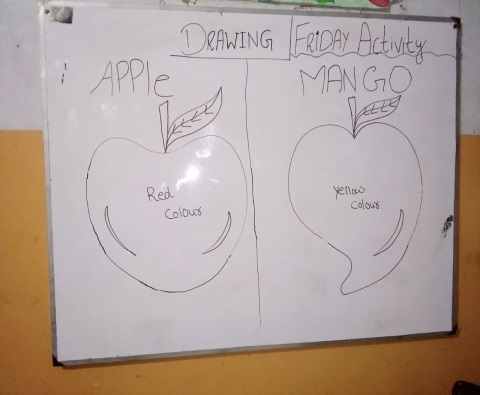 DRAWING FRiDAY Activity
APPle
MANGO
Red
Colour
Yellow
Colour